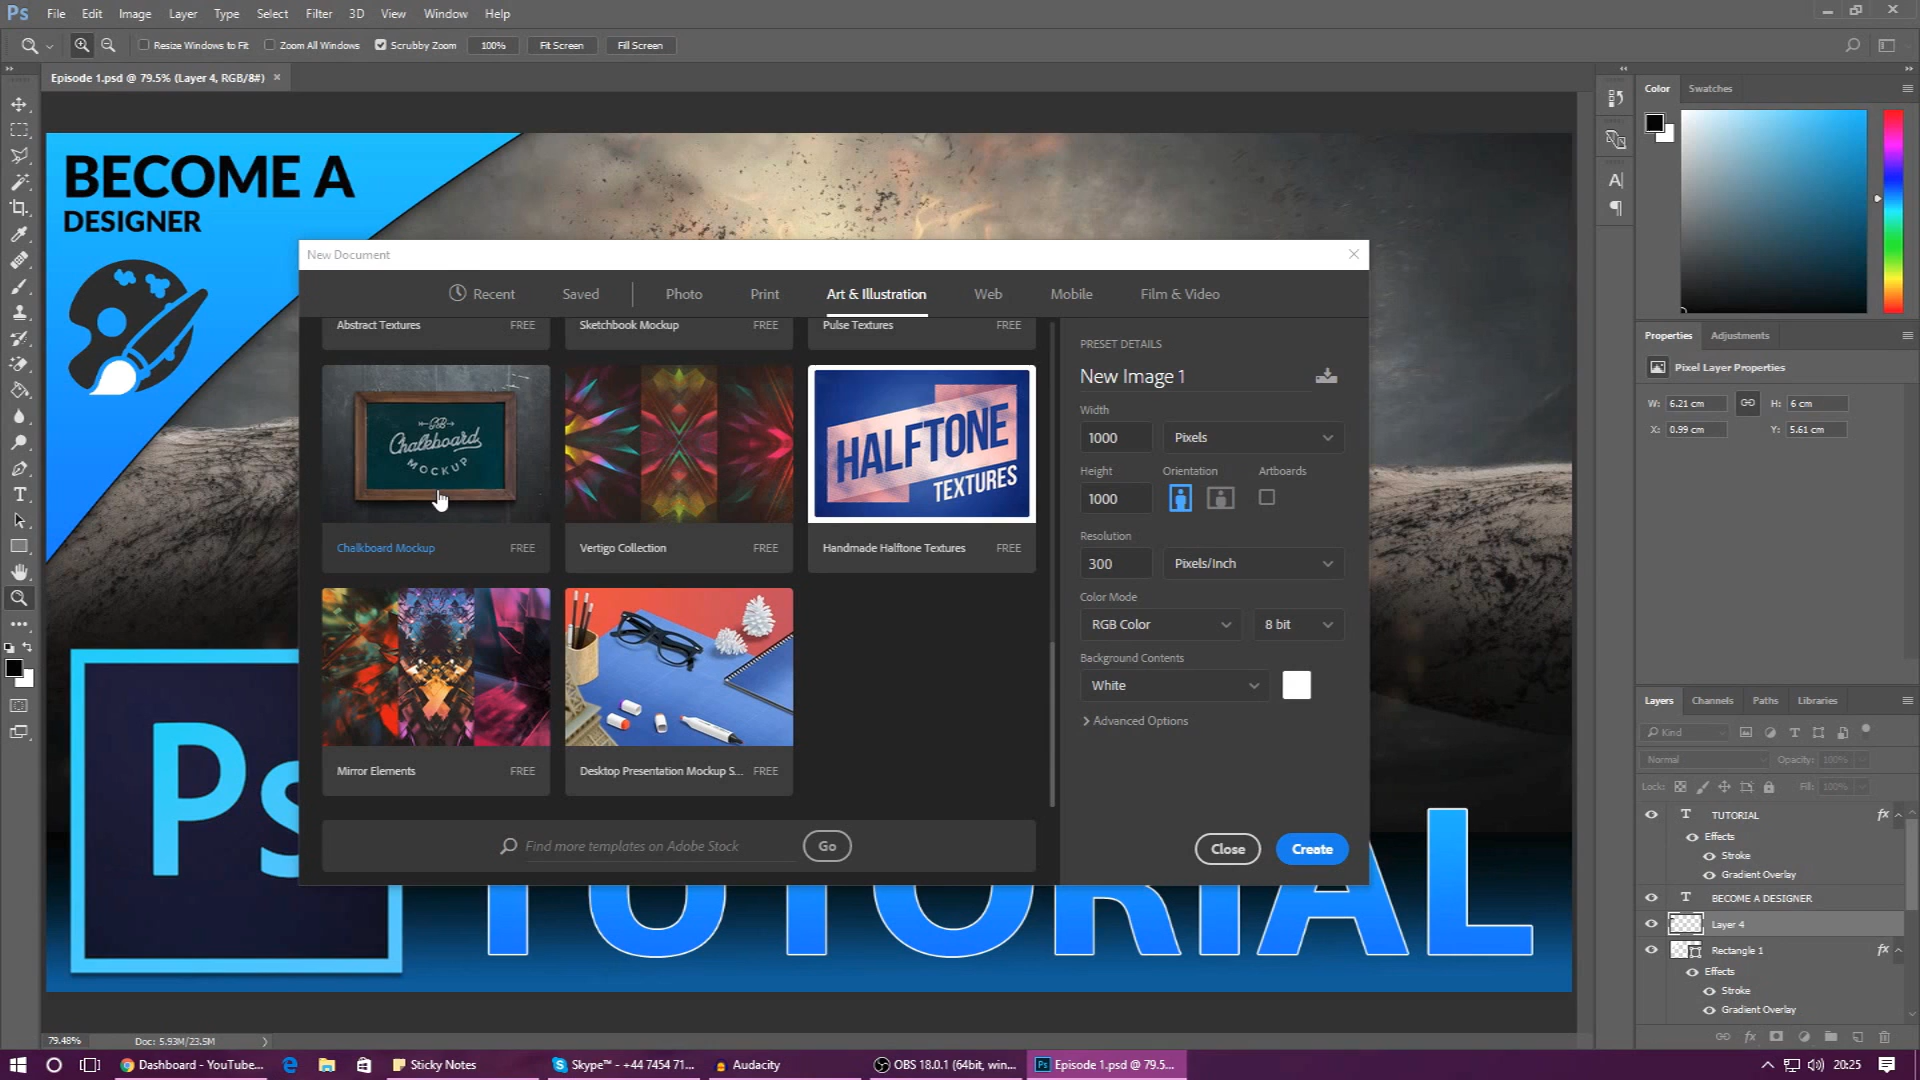 Ps File Edit Image Layer Type Select Filter 3D View Window Help
Resize Windows to Fit Zoom All Windows Scrubby Zoom 100% Fit Screen Fill Screen
Episode 1.psd @ 79.5% (Layer 4, RGB/8#) ×
BECOME A
DESIGNER
Ps
TUTORIAL
New Document
Recent Saved Photo Print Art & Illustration Web Mobile Film & Video
Abstract Textures FREE
Sketchbook Mockup FREE
Pulse Textures FREE
Chalkboard
MOCKUP
HALFTONE
TEXTURES
Chalkboard Mockup FREE
Vertigo Collection FREE
Handmade Halftone Textures FREE
Mirror Elements FREE
Desktop Presentation Mockup S... FREE
Find more templates on Adobe Stock Go
PRESET DETAILS
New Image 1
Width
1000 Pixels
Height Orientation Artboards
1000
Resolution
300 Pixels/Inch
Color Mode
RGB Color 8 bit
Background Contents
White
Advanced Options
Close Create
Color Swatches
Properties Adjustments
Pixel Layer Properties
W: 6.21 cm H: 6 cm
X: 0.99 cm Y: 5.61 cm
Layers Channels Paths Libraries
Kind
Normal Opacity: 100%
Lock: Fill: 100%
TUTORIAL fx
Effects
Stroke
Gradient Overlay
BECOME A DESIGNER
Layer 4
Rectangle 1 fx
Effects
Stroke
Gradient Overlay
79.48% Doc: 5.93M/23.5M
Dashboard - YouTube... Sticky Notes Skype™ - +44 7454 71... Audacity OBS 18.0.1 (64bit, win... Episode 1.psd @ 79.5... 20:25